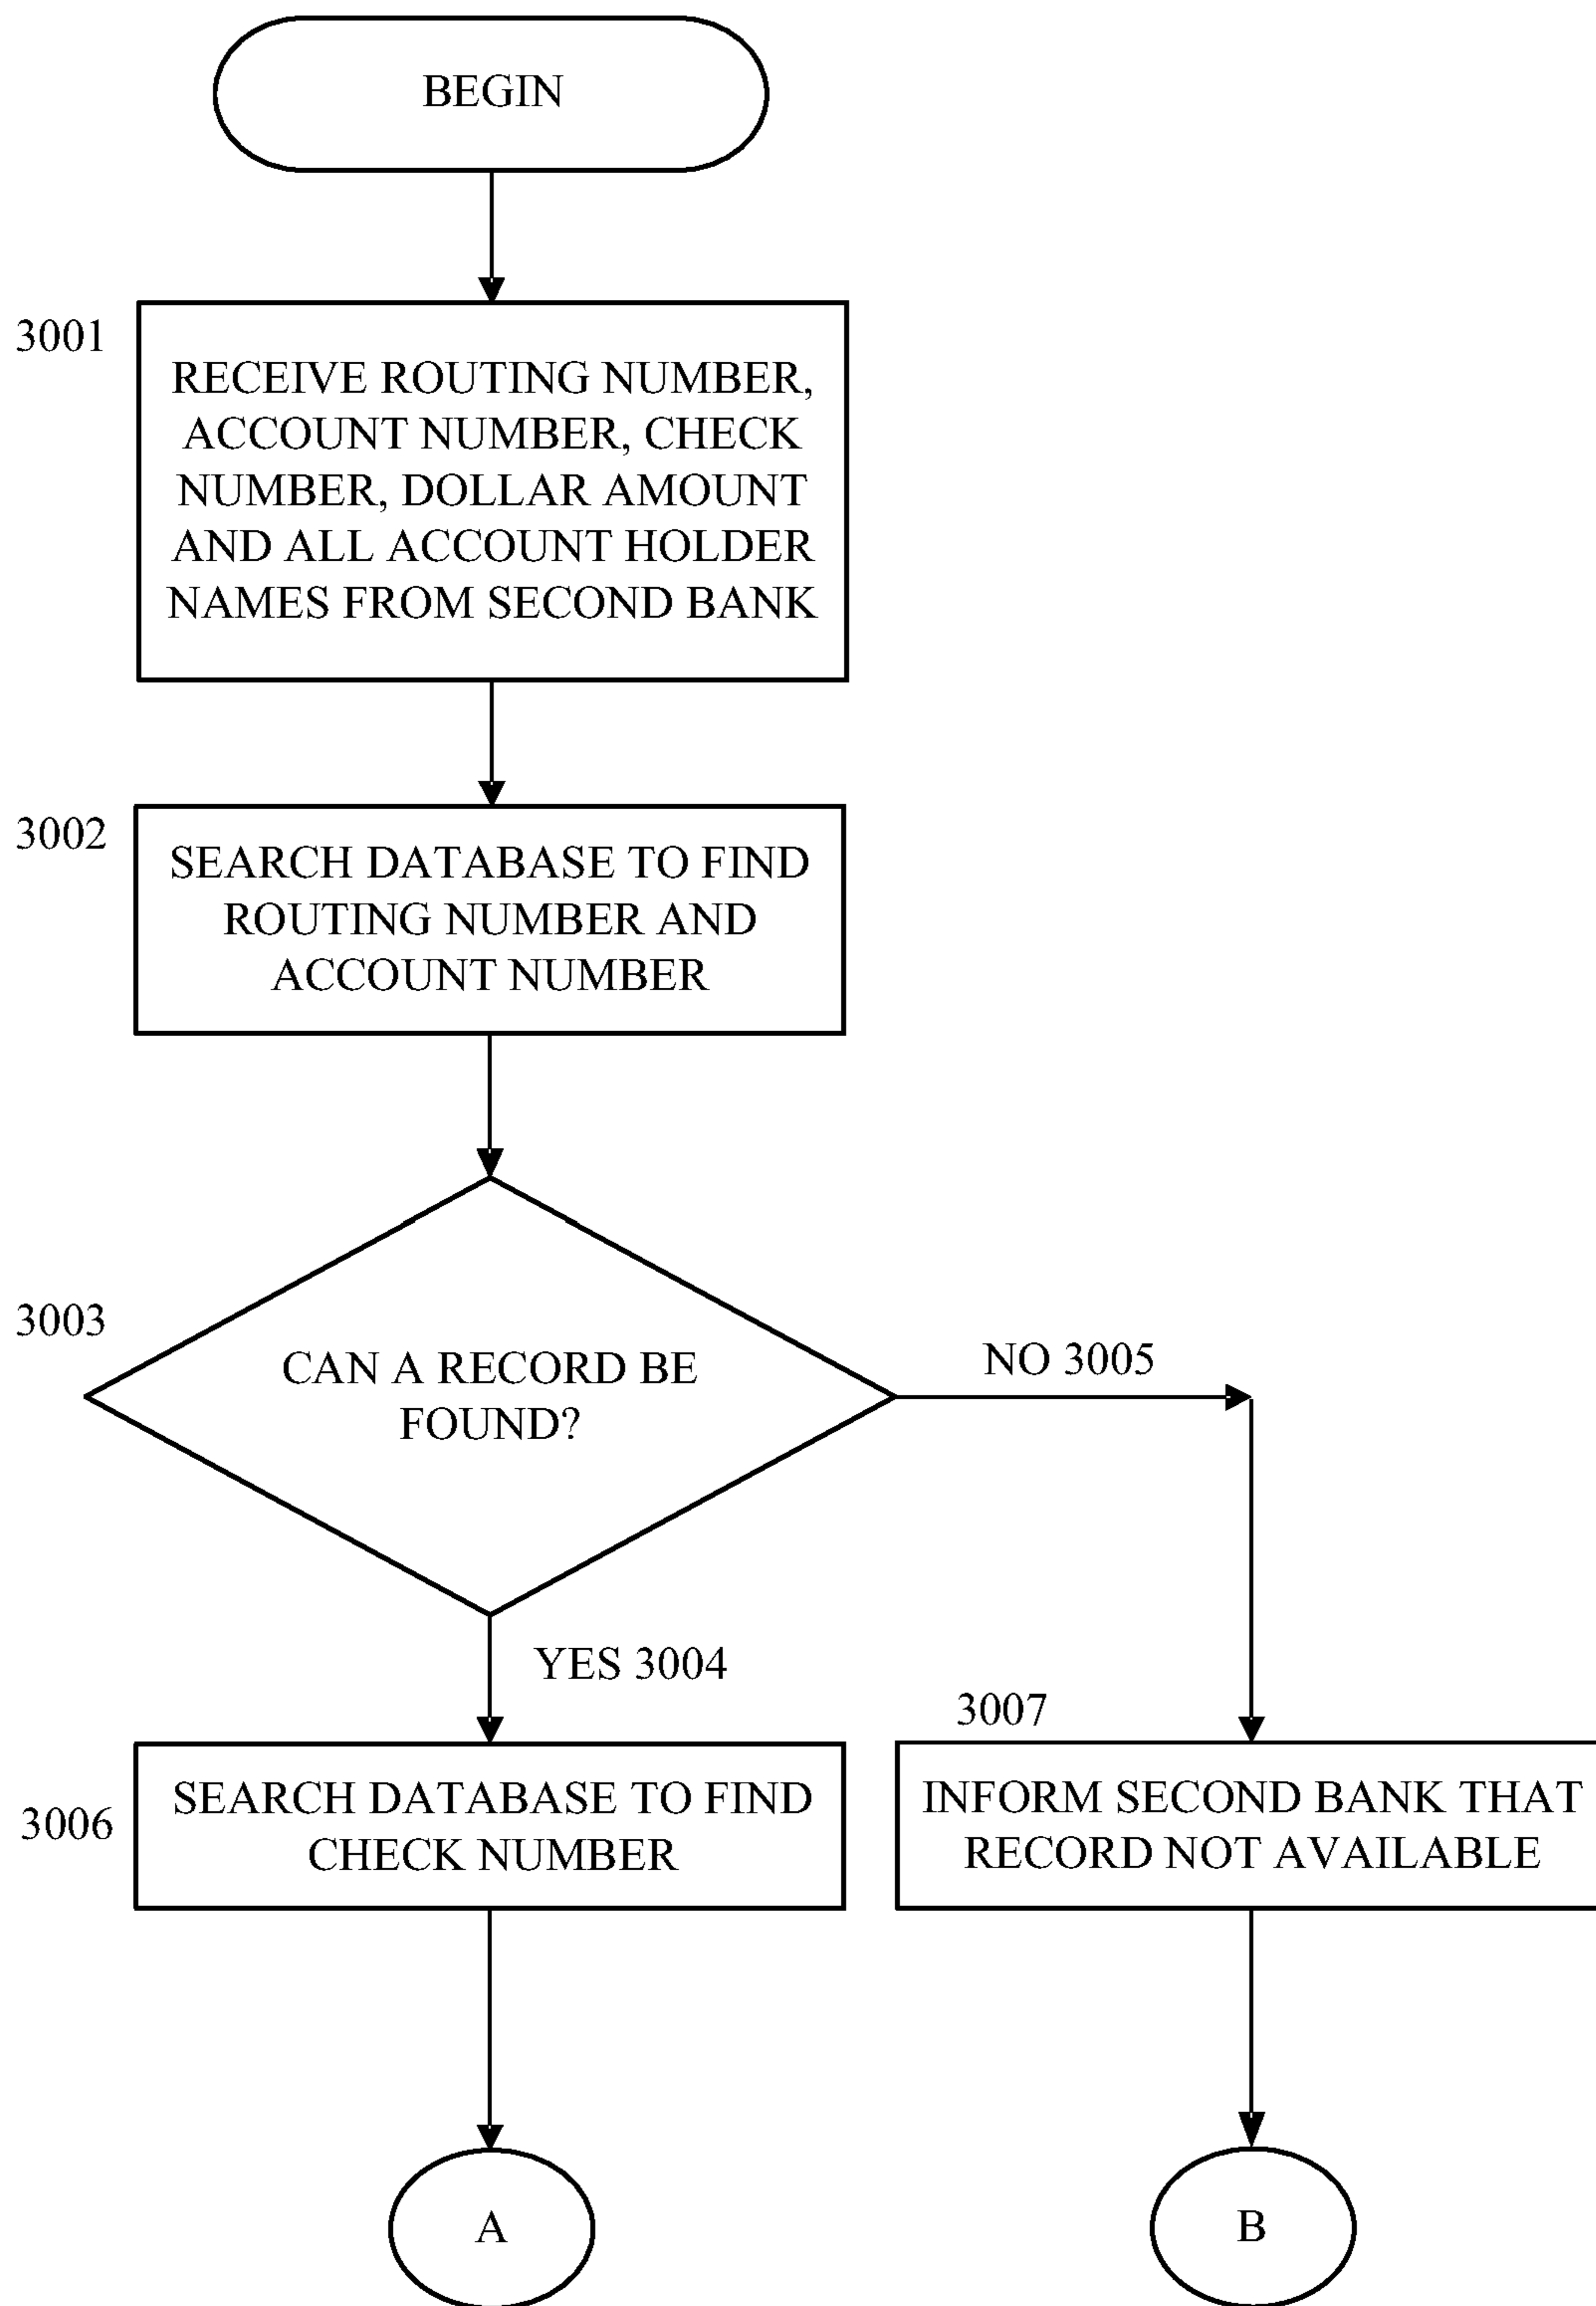 BEGIN
3001
RECEIVE ROUTING NUMBER,
ACCOUNT NUMBER, CHECK
NUMBER, DOLLAR AMOUNT
AND ALL ACCOUNT HOLDER
NAMES FROM SECOND BANK
3002
SEARCH DATABASE TO FIND
ROUTING NUMBER AND
ACCOUNT NUMBER
3003
CAN A RECORD BE
FOUND?
NO 3005
YES 3004
3006
SEARCH DATABASE TO FIND
CHECK NUMBER
3007
INFORM SECOND BANK THAT
RECORD NOT AVAILABLE
A
B